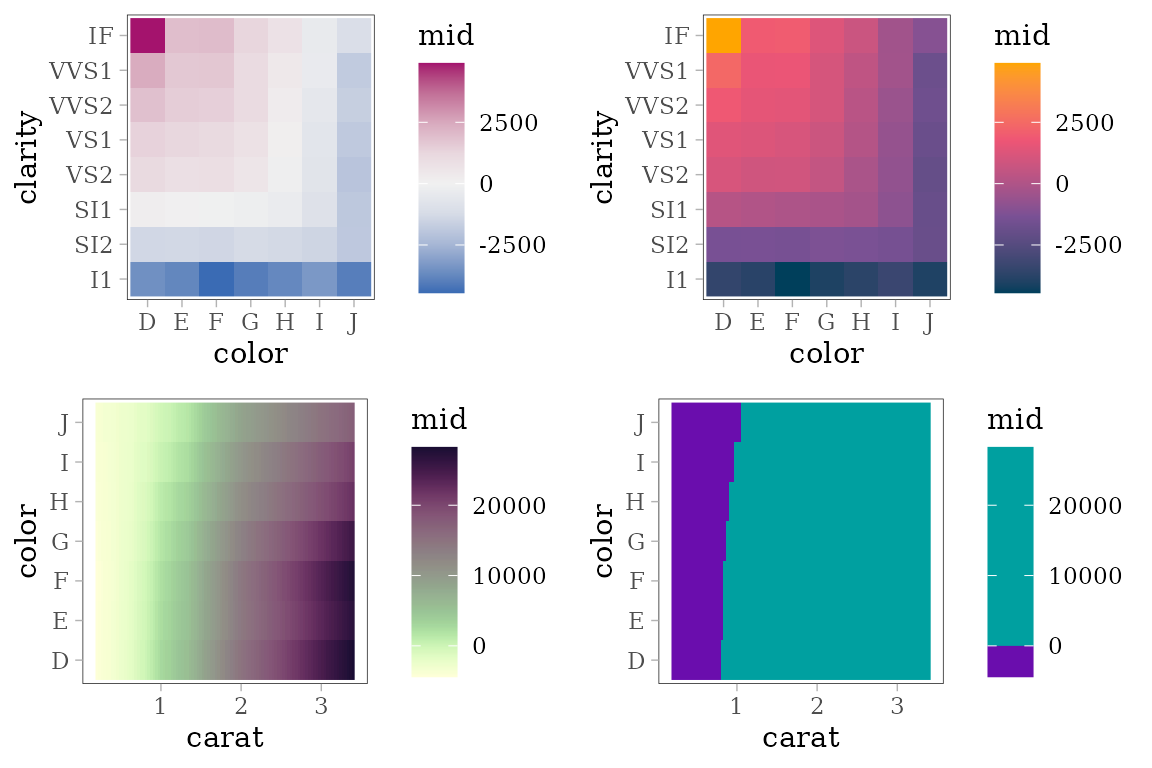 mid
clarity
IF
VVS1
VVS2
VS1
VS2
SI1
SI2
I1
2500
0
-2500
D E F G H I J
color
mid
clarity
IF
VVS1
VVS2
VS1
VS2
SI1
SI2
I1
2500
0
-2500
D E F G H I J
color
mid
color
J
I
H
G
F
E
D
20000
10000
0
1 2 3
carat
mid
color
J
I
H
G
F
E
D
20000
10000
0
1 2 3
carat